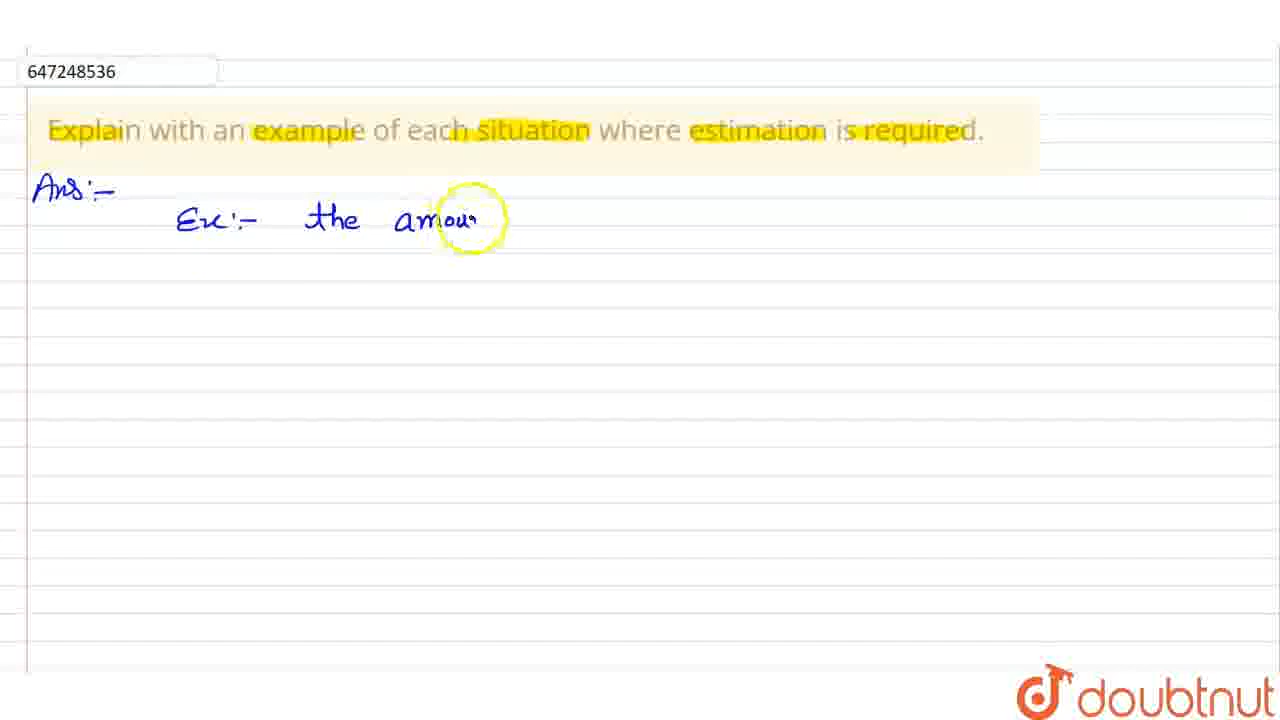 647248536
Explain with an example of each situation where estimation is required.
Ans:-
Ex:- the amou
doubtnut